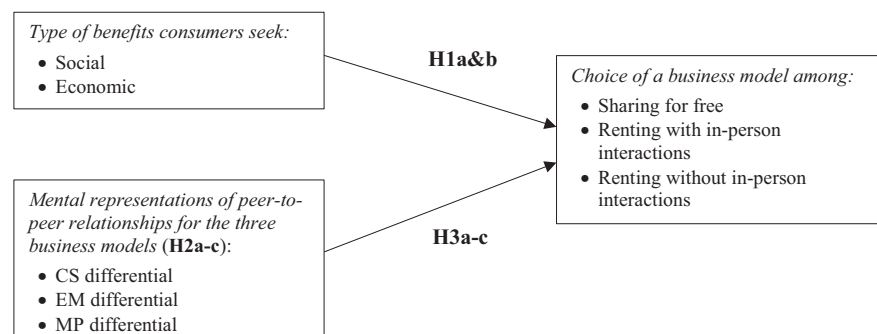 Type of benefits consumers seek:
• Social
• Economic
H1a&b
Choice of a business model among:
• Sharing for free
• Renting with in-person
interactions
• Renting without in-person
interactions
Mental representations of peer-to-
peer relationships for the three
business models (H2a-c):
• CS differential
• EM differential
• MP differential
H3a-c